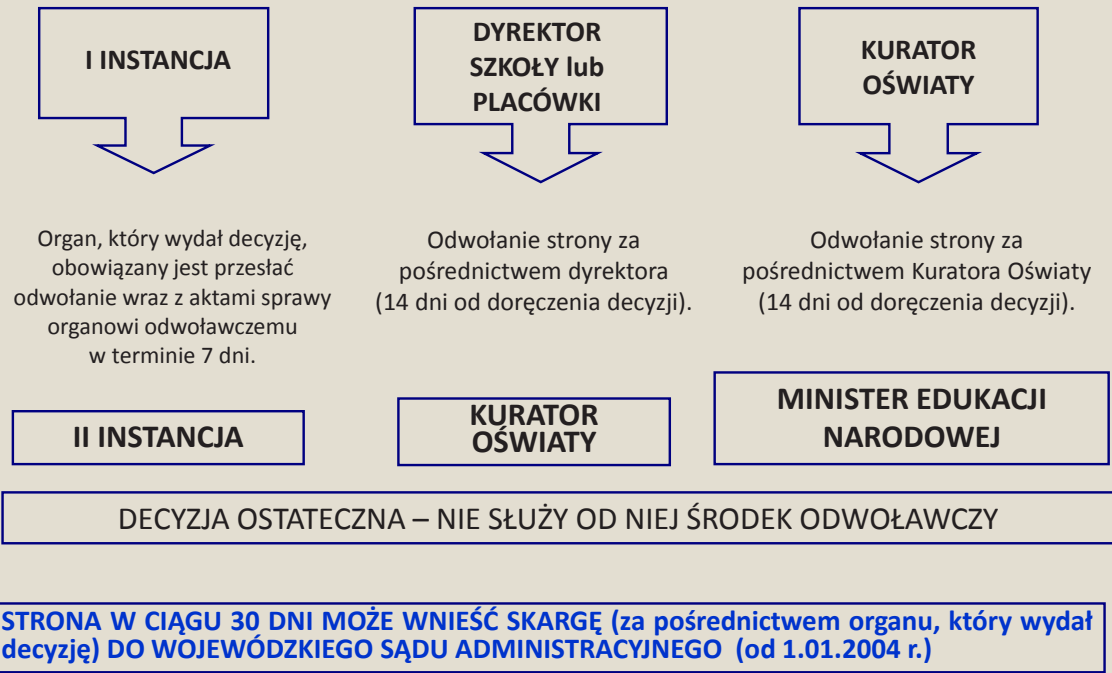 I INSTANCJA
DYREKTOR
SZKOŁY lub
PLACÓWKI
KURATOR
OŚWIATY
Organ, który wydał decyzję,
obowiązany jest przesłać
odwołanie wraz z aktami sprawy
organowi odwoławczemu
w terminie 7 dni.
Odwołanie strony za
pośrednictwem dyrektora
(14 dni od doręczenia decyzji).
Odwołanie strony za
pośrednictwem Kuratora Oświaty
(14 dni od doręczenia decyzji).
II INSTANCJA
KURATOR
OŚWIATY
MINISTER EDUKACJI
NARODOWEJ
DECYZJA OSTATECZNA – NIE SŁUŻY OD NIEJ ŚRODEK ODWOŁAWCZY
STRONA W CIĄGU 30 DNI MOŻE WNIEŚĆ SKARGĘ (za pośrednictwem organu, który wydał
decyzję) DO WOJEWÓDZKIEGO SĄDU ADMINISTRACYJNEGO (od 1.01.2004 r.)